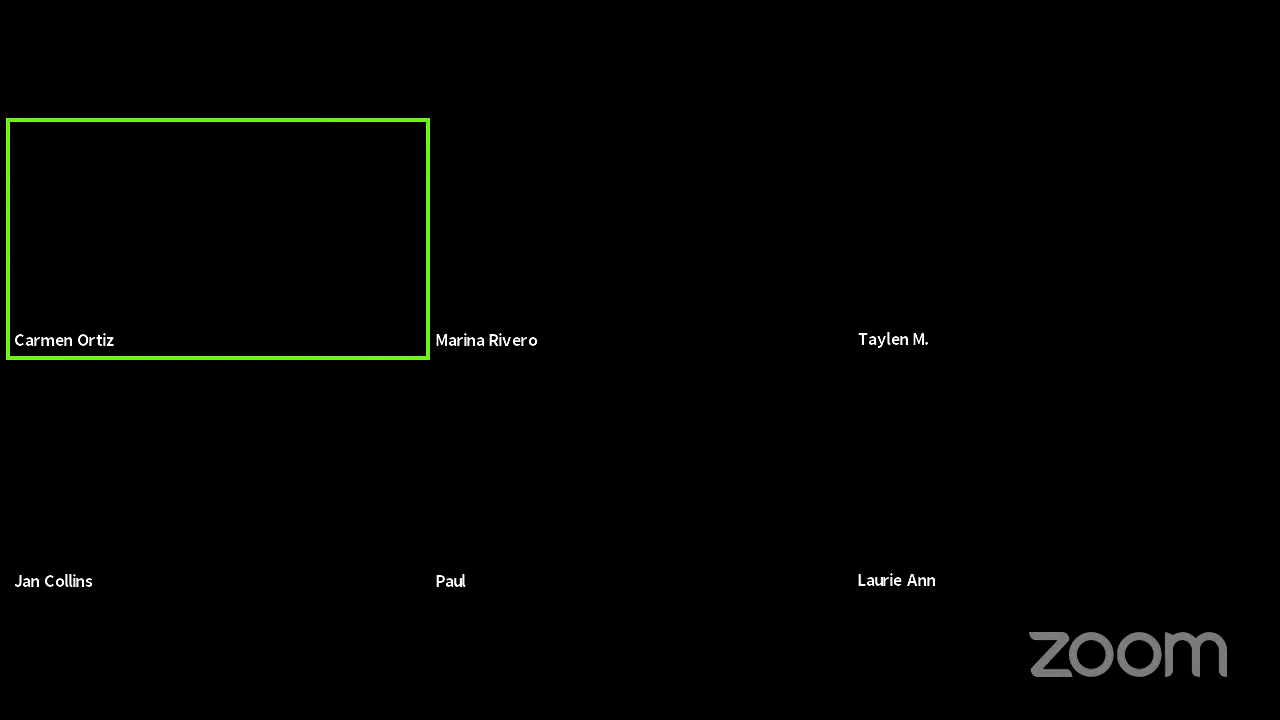 Carmen Ortiz
Marina Rivero
Taylen M.
Jan Collins
Paul
Laurie Ann
zoom